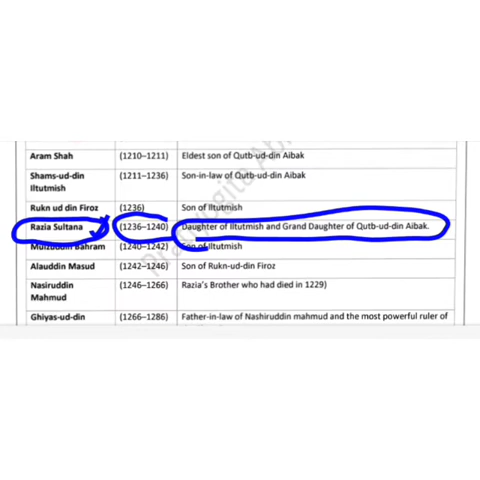 Aram Shah (1210–1211) Eldest son of Qutb-ud-din Aibak
Shams-ud-din (1211–1236) Son-in-law of Qutb-ud-din Aibak
Iltutmish
Rukn ud din Firoz (1236) Son of Iltutmish
Razia Sultana (1236–1240) Daughter of Iltutmish and Grand Daughter of Qutb-ud-din Aibak.
Muizuddin Bahram (1240–1242) Son of Iltutmish
Alauddin Masud (1242–1246) Son of Rukn-ud-din Firoz
Nasiruddin (1246–1266) Razia's Brother who had died in 1229)
Mahmud
Ghiyas-ud-din (1266–1286) Father-in-law of Nashiruddin mahmud and the most powerful ruler of